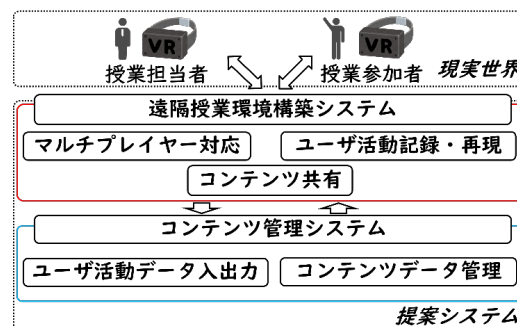 VR
VR
授業担当者
授業参加者
現実世界
遠隔授業環境構築システム
マルチプレイヤー対応
ユーザ活動記録・再現
コンテンツ共有
コンテンツ管理システム
ユーザ活動データ入出力
コンテンツデータ管理
提案システム